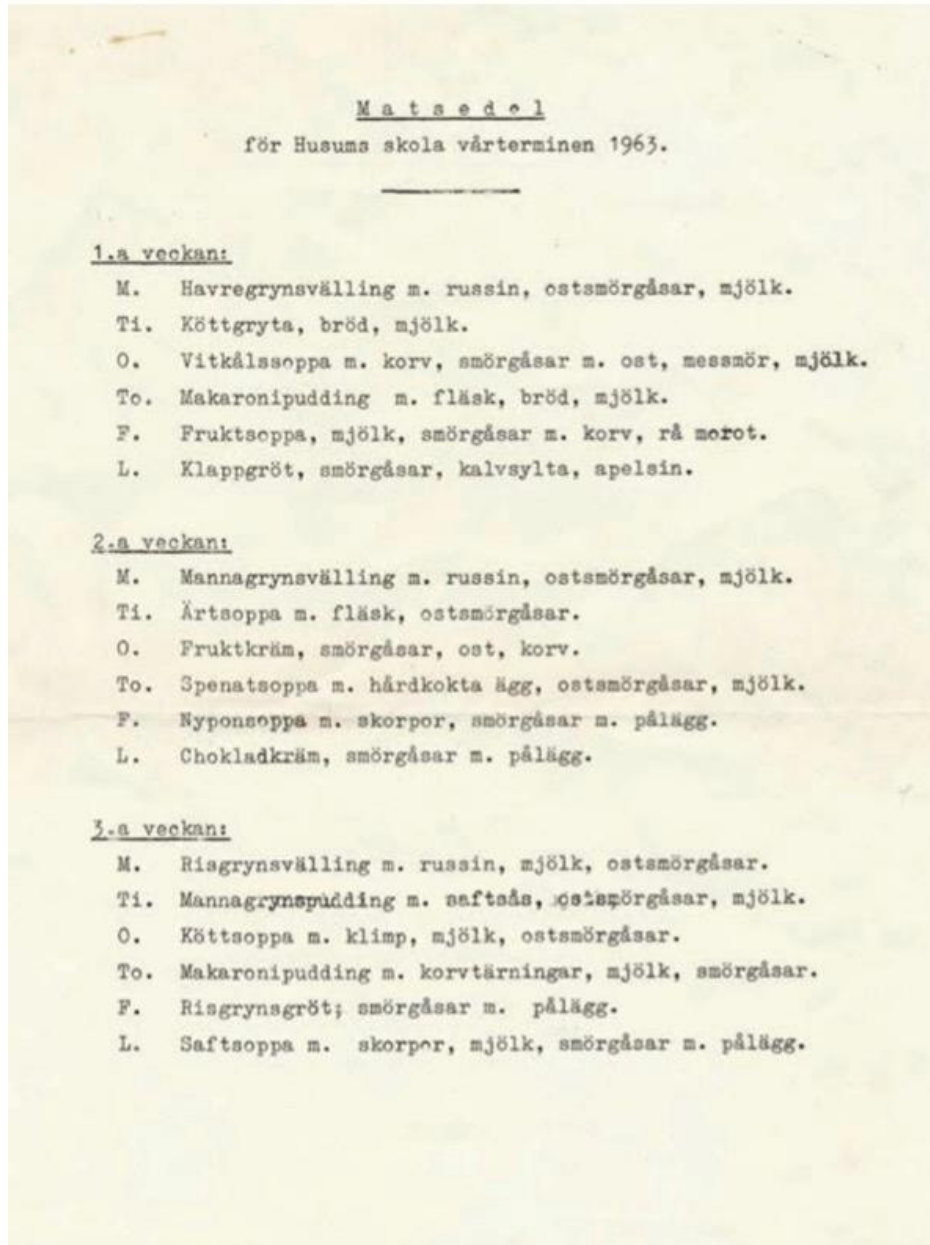 Matsedel
för Husums skola vårterminen 1963.
1.a veckan:
M. Havregrynsvälling m. russin, ostsmörgåsar, mjölk.
Ti. Köttgryta, bröd, mjölk.
O. Vitkålssoppa m. korv, smörgåsar m. ost, messmör, mjölk.
To. Makaronipudding m. fläsk, bröd, mjölk.
F. Fruktsoppa, mjölk, smörgåsar m. korv, rå morot.
L. Klappgröt, smörgåsar, kalvsylta, apelsin.
2.a veckan:
M. Mannagrynsvälling m. russin, ostsmörgåsar, mjölk.
Ti. Ärtsoppa m. fläsk, ostsmörgåsar.
O. Fruktkräm, smörgåsar, ost, korv.
To. Spenatsoppa m. hårdkokta ägg, ostsmörgåsar, mjölk.
F. Nyponsoppa m. skorpor, smörgåsar m. pålägg.
L. Chokladkräm, smörgåsar m. pålägg.
3.a veckan:
M. Risgrynsvälling m. russin, mjölk, ostsmörgåsar.
Ti. Mannagrynspudding m. saftsås, ostsmörgåsar, mjölk.
O. Köttsoppa m. klimp, mjölk, ostsmörgåsar.
To. Makaronipudding m. korvtärningar, mjölk, smörgåsar.
F. Risgrynsgröt; smörgåsar m. pålägg.
L. Saftsoppa m. skorpor, mjölk, smörgåsar m. pålägg.